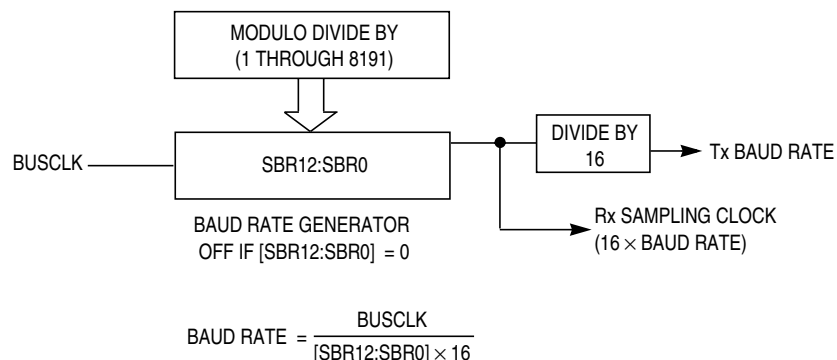 MODULO DIVIDE BY
(1 THROUGH 8191)
BUSCLK
SBR12:SBR0
DIVIDE BY
16
Tx BAUD RATE
BAUD RATE GENERATOR
OFF IF [SBR12:SBR0] = 0
Rx SAMPLING CLOCK
(16 × BAUD RATE)
BAUD RATE =
BUSCLK
[SBR12:SBR0] × 16